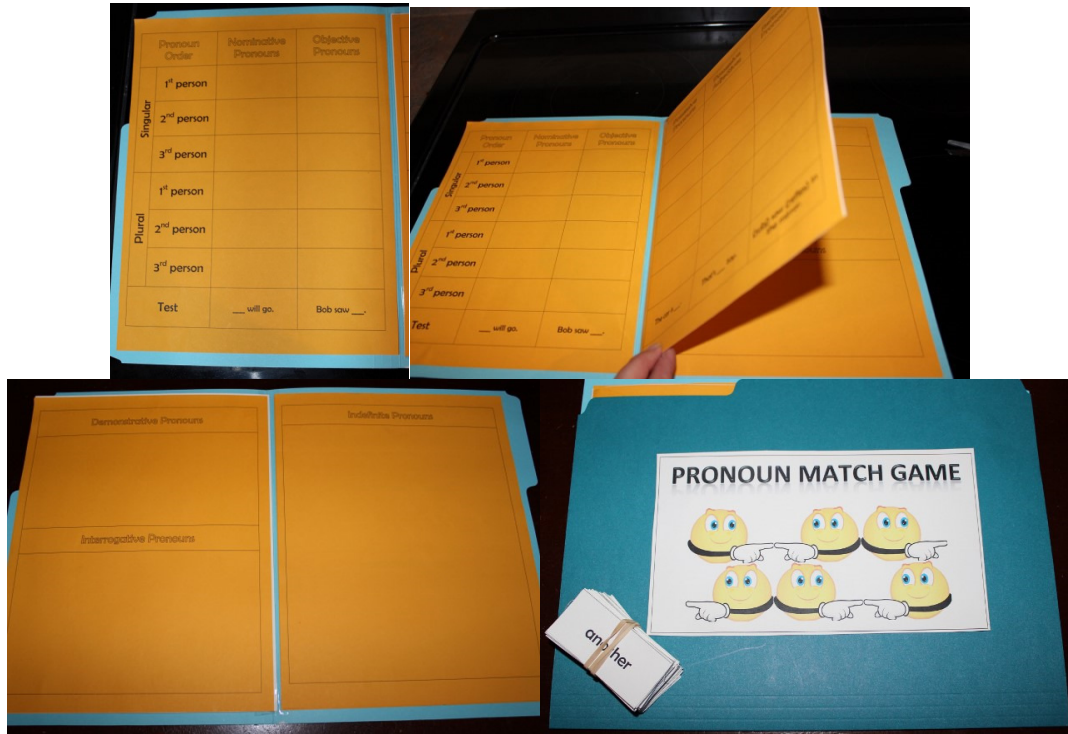 Pronoun Order
Nominative Pronouns
Objective Pronouns
Singular
1st person
2nd person
3rd person
Plural
1st person
2nd person
3rd person
Test
___ will go.
Bob saw ___.
Pronoun Order
Nominative Pronouns
Objective Pronouns
Singular
1st person
2nd person
3rd person
Plural
1st person
2nd person
3rd person
Test
___ will go.
Bob saw ___.
Demonstrative Pronouns
Interrogative Pronouns
Indefinite Pronouns
PRONOUN MATCH GAME
another